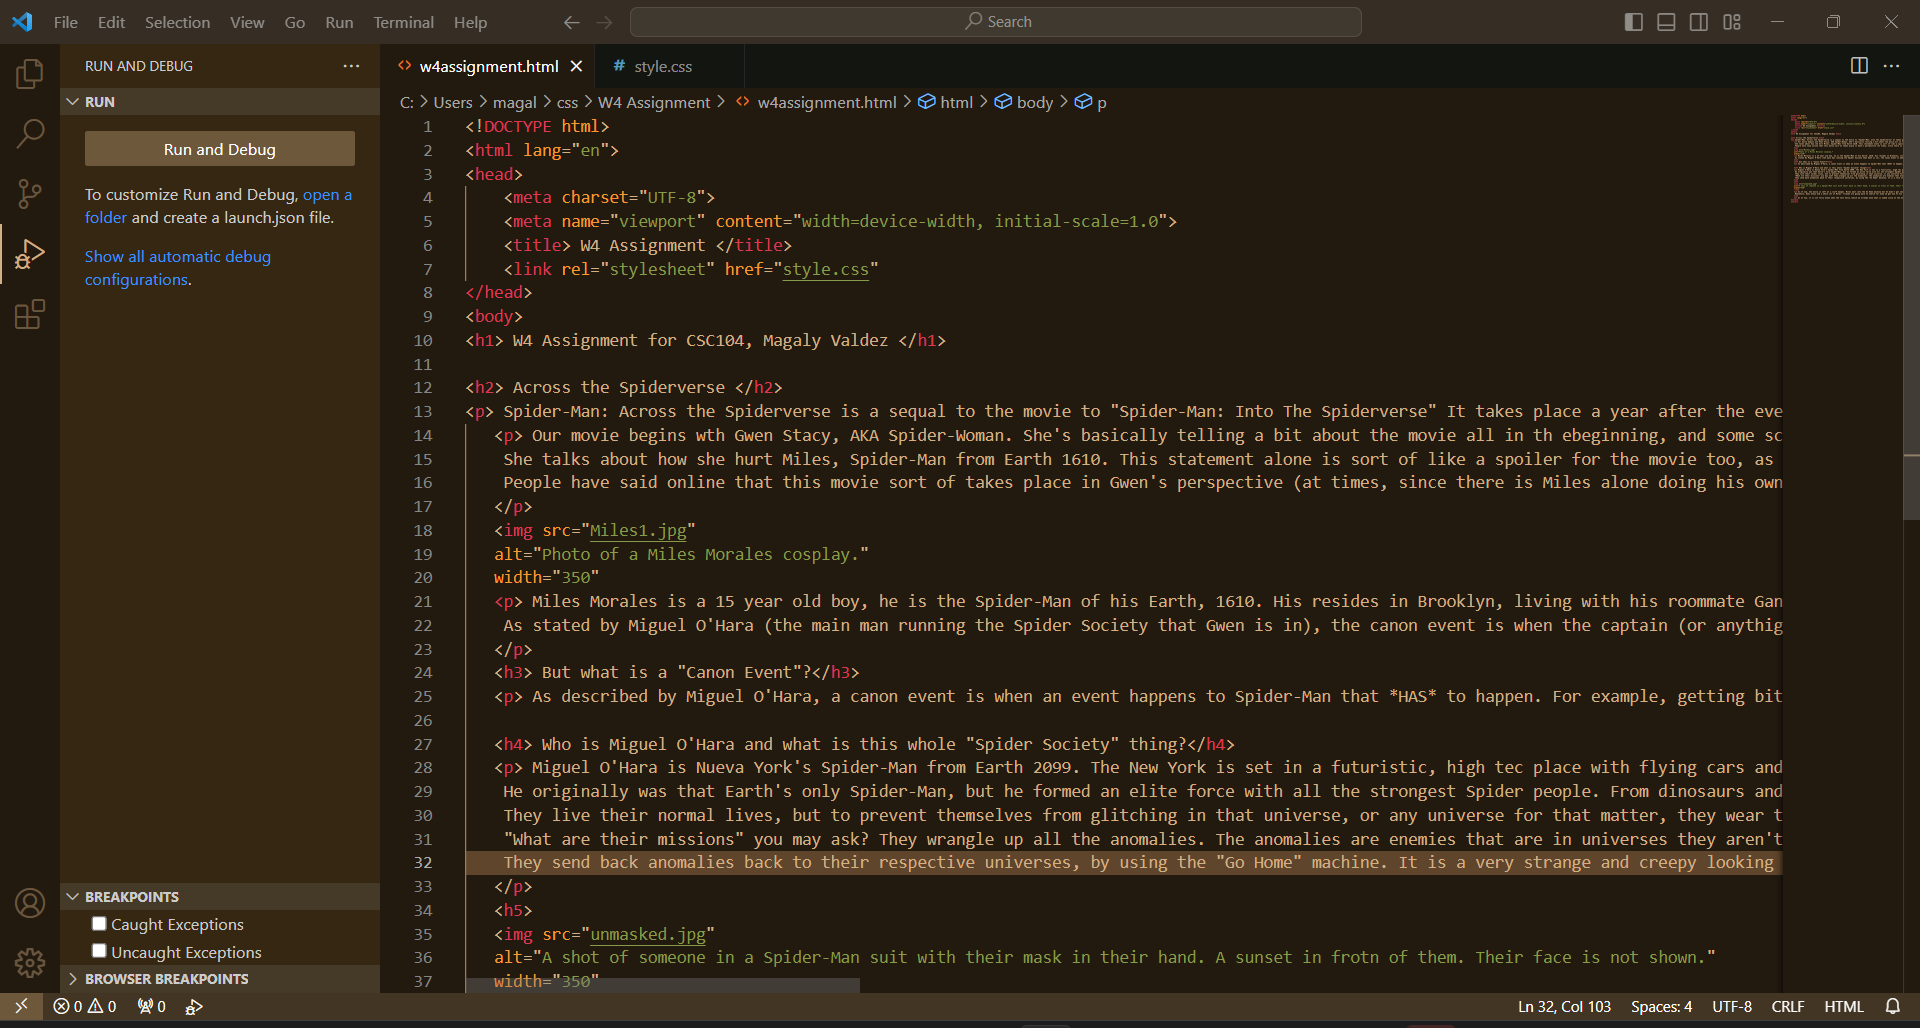 File Edit Selection View Go Run Terminal Help
Search
RUN AND DEBUG
RUN
Run and Debug
To customize Run and Debug, open a
folder and create a launch.json file.
Show all automatic debug
configurations.
BREAKPOINTS
Caught Exceptions
Uncaught Exceptions
BROWSER BREAKPOINTS
w4assignment.html
# style.css
C: > Users > magal > css > W4 Assignment > w4assignment.html > html > body > p
1 <!DOCTYPE html>
2 <html lang="en">
3 <head>
4 <meta charset="UTF-8">
5 <meta name="viewport" content="width=device-width, initial-scale=1.0">
6 <title> W4 Assignment </title>
7 <link rel="stylesheet" href="style.css"
8 </head>
9 <body>
10 <h1> W4 Assignment for CSC104, Magaly Valdez </h1>
11
12 <h2> Across the Spiderverse </h2>
13 <p> Spider-Man: Across the Spiderverse is a sequal to the movie to "Spider-Man: Into The Spiderverse" It takes place a year after the eve
14 <p> Our movie begins wth Gwen Stacy, AKA Spider-Woman. She's basically telling a bit about the movie all in th ebeginning, and some sc
15 She talks about how she hurt Miles, Spider-Man from Earth 1610. This statement alone is sort of like a spoiler for the movie too, as
16 People have said online that this movie sort of takes place in Gwen's perspective (at times, since there is Miles alone doing his own
17 </p>
18 <img src="Miles1.jpg"
19 alt="Photo of a Miles Morales cosplay."
20 width="350"
21 <p> Miles Morales is a 15 year old boy, he is the Spider-Man of his Earth, 1610. His resides in Brooklyn, living with his roommate Gan
22 As stated by Miguel O'Hara (the main man running the Spider Society that Gwen is in), the canon event is when the captain (or anythig
23 </p>
24 <h3> But what is a "Canon Event"?</h3>
25 <p> As described by Miguel O'Hara, a canon event is when an event happens to Spider-Man that *HAS* to happen. For example, getting bit
26
27 <h4> Who is Miguel O'Hara and what is this whole "Spider Society" thing?</h4>
28 <p> Miguel O'Hara is Nueva York's Spider-Man from Earth 2099. The New York is set in a futuristic, high tec place with flying cars and
29 He originally was that Earth's only Spider-Man, but he formed an elite force with all the strongest Spider people. From dinosaurs and
30 They live their normal lives, but to prevent themselves from glitching in that universe, or any universe for that matter, they wear t
31 "What are their missions" you may ask? They wrangle up all the anomalies. The anomalies are enemies that are in universes they aren't
32 They send back anomalies back to their respective universes, by using the "Go Home" machine. It is a very strange and creepy looking
33 </p>
34 <h5>
35 <img src="unmasked.jpg"
36 alt="A shot of someone in a Spider-Man suit with their mask in their hand. A sunset in frotn of them. Their face is not shown."
37 width="350"
0 0 0
Ln 32, Col 103 Spaces: 4 UTF-8 CRLF HTML